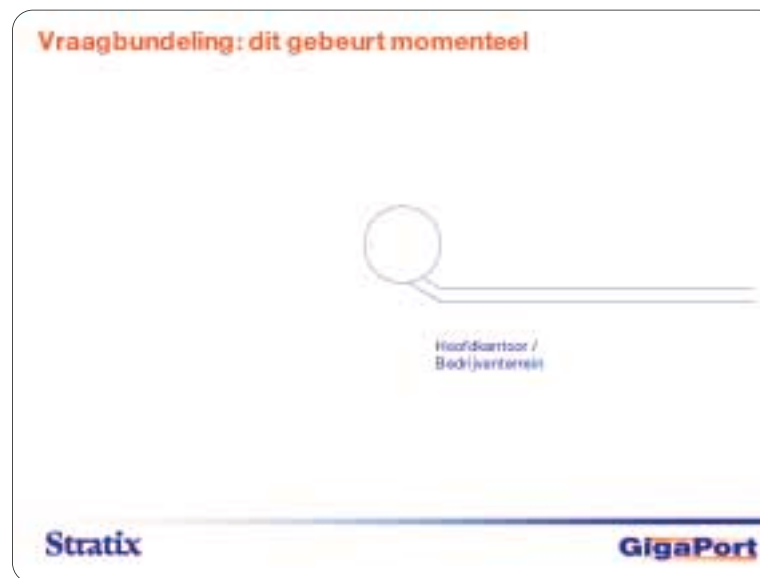 Vraagbundeling: dit gebeurt momenteel
Hoofdkantoor /
Bedrijventerrein
Stratix
GigaPort